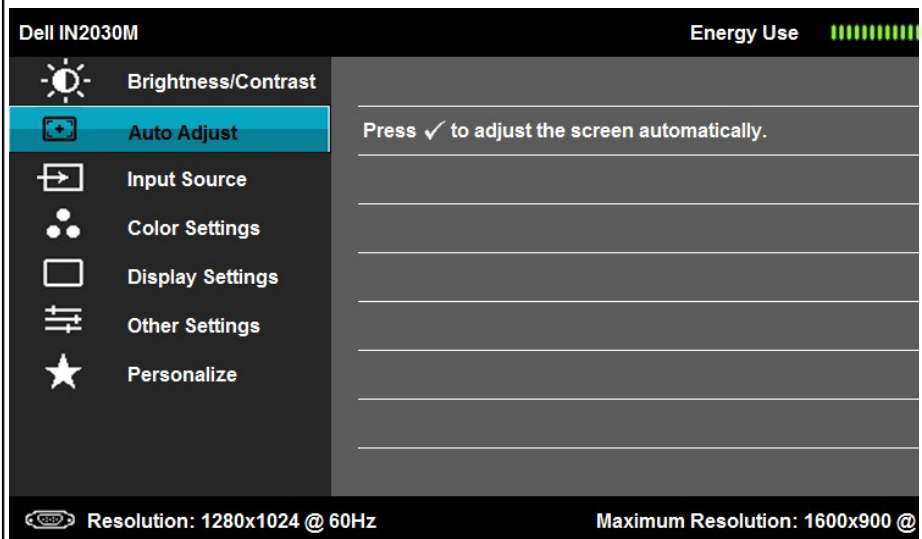 Dell IN2030M Energy Use
Brightness/Contrast
Auto Adjust Press ✓ to adjust the screen automatically.
Input Source
Color Settings
Display Settings
Other Settings
Personalize
Resolution: 1280x1024 @ 60Hz Maximum Resolution: 1600x900 @